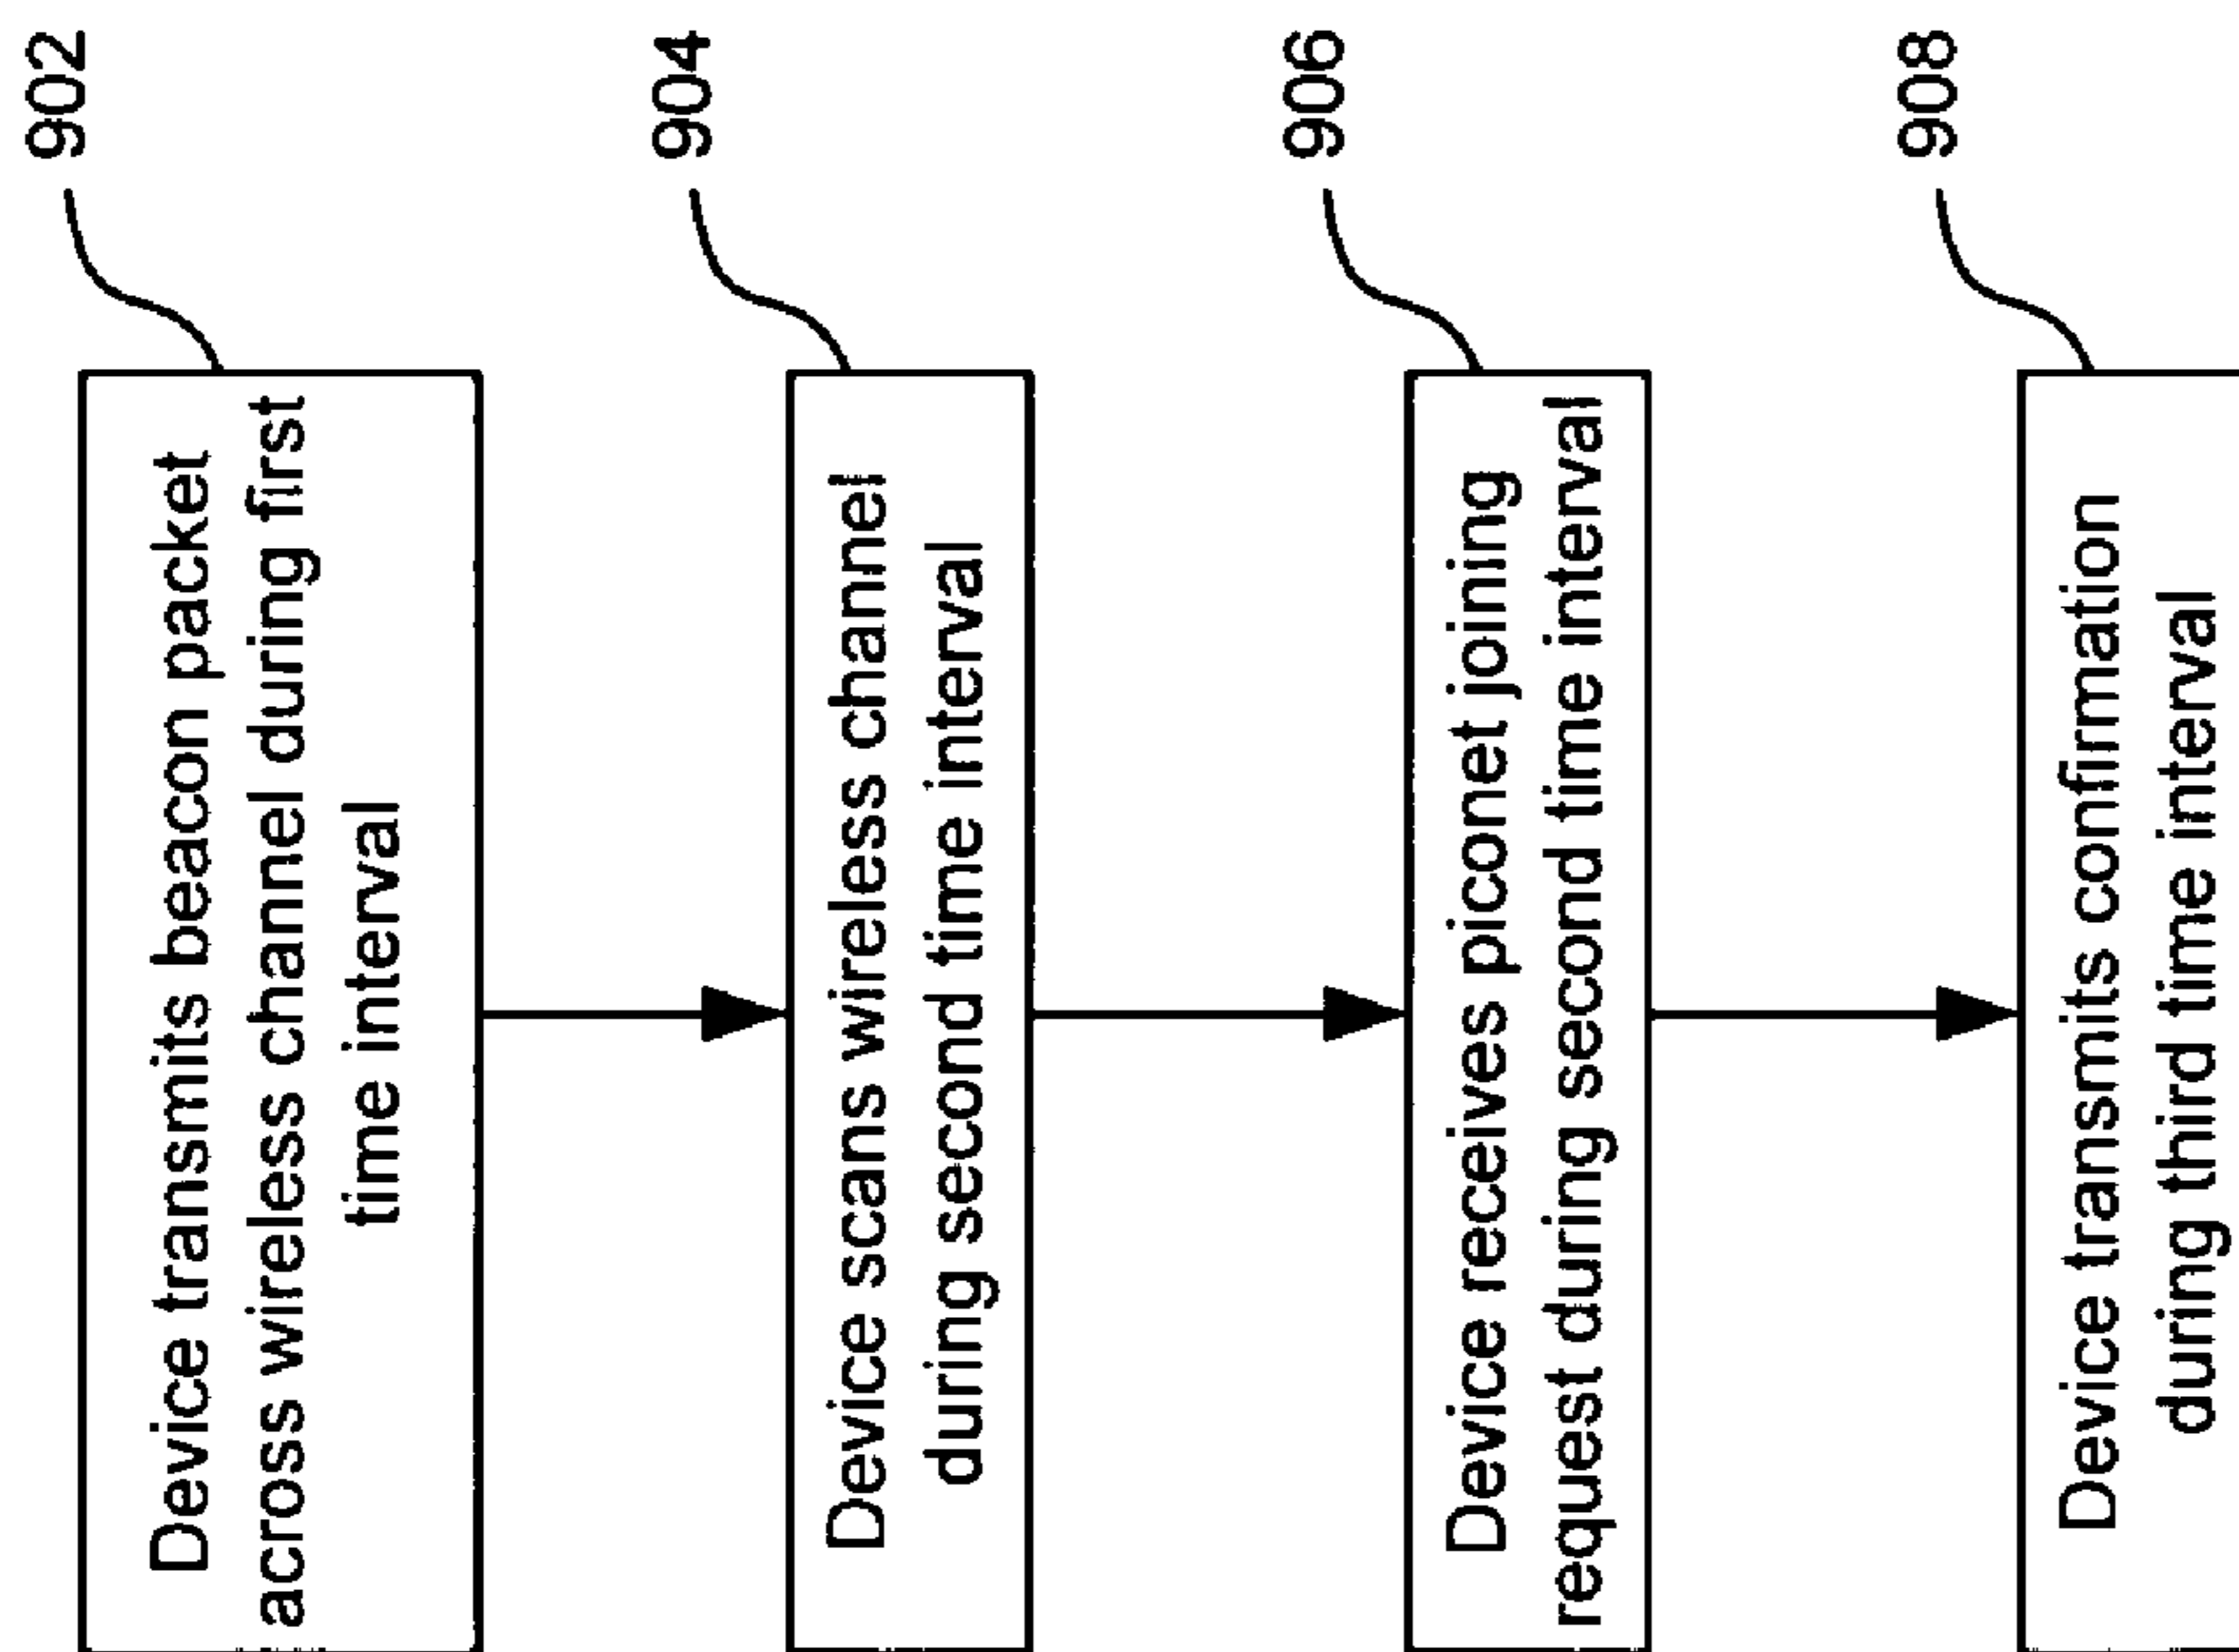 902
Device transmits beacon packet
across wireless channel during first
time interval
904
Device scans wireless channel
during second time interval
906
Device receives piconet joining
request during second time interval
908
Device transmits confirmation
during third time interval